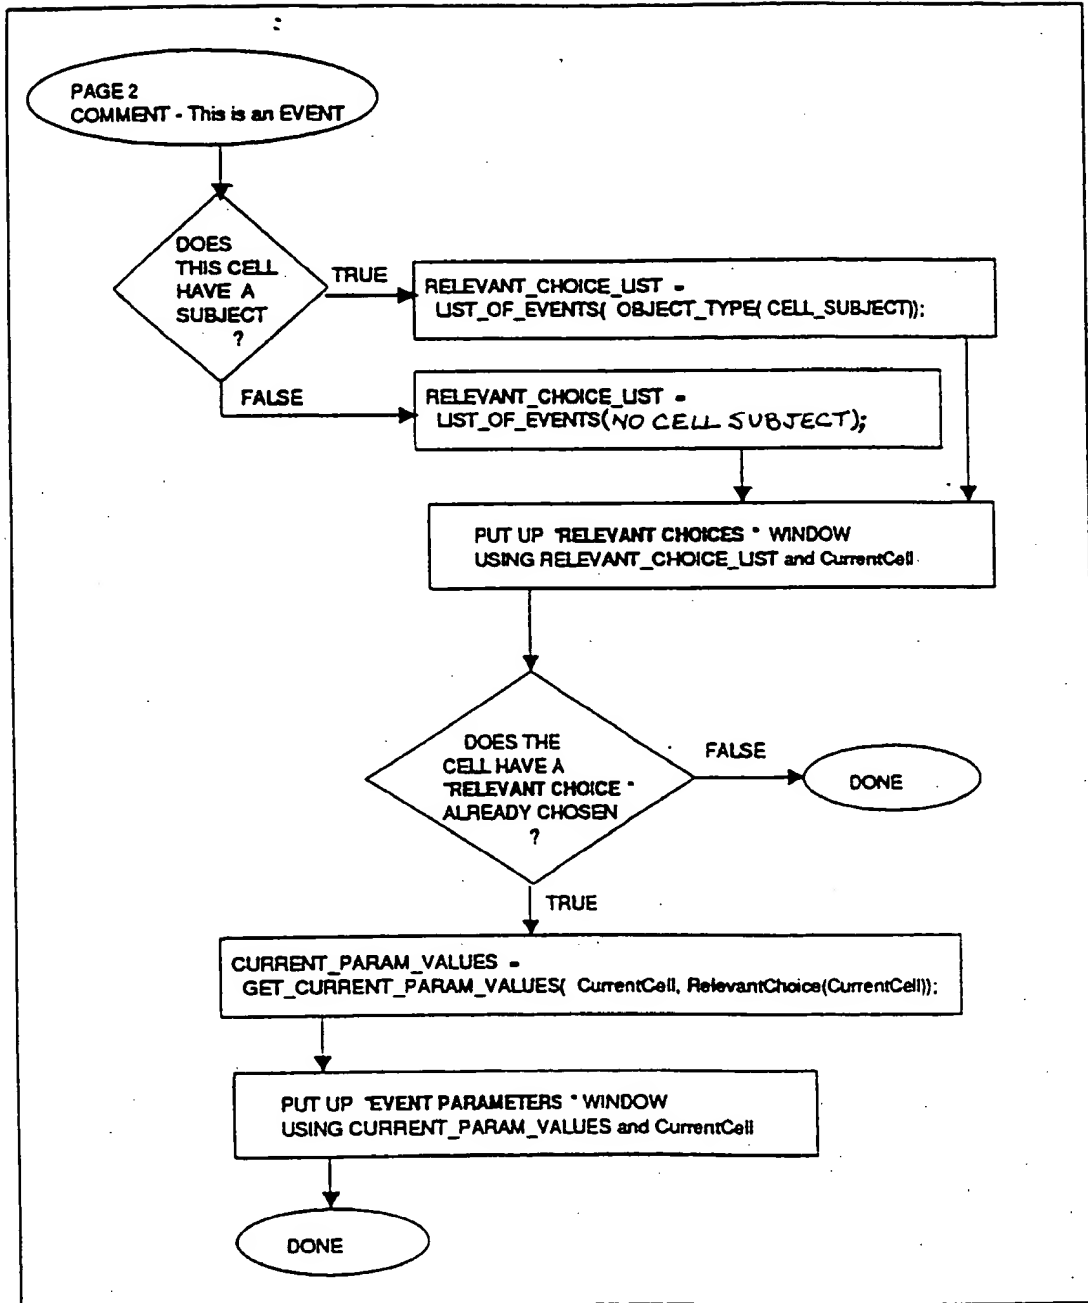 PAGE 2
COMMENT - This is an EVENT
DOES
THIS CELL
HAVE A
SUBJECT
?
TRUE
RELEVANT_CHOICE_LIST =
LIST_OF_EVENTS( OBJECT_TYPE( CELL_SUBJECT));
FALSE
RELEVANT_CHOICE_LIST =
LIST_OF_EVENTS(NO CELL SUBJECT);
PUT UP "RELEVANT CHOICES" WINDOW
USING RELEVANT_CHOICE_LIST and CurrentCell
DOES THE
CELL HAVE A
"RELEVANT CHOICE"
ALREADY CHOSEN
?
FALSE
DONE
TRUE
CURRENT_PARAM_VALUES =
GET_CURRENT_PARAM_VALUES( CurrentCell, RelevantChoice(CurrentCell));
PUT UP "EVENT PARAMETERS" WINDOW
USING CURRENT_PARAM_VALUES and CurrentCell
DONE